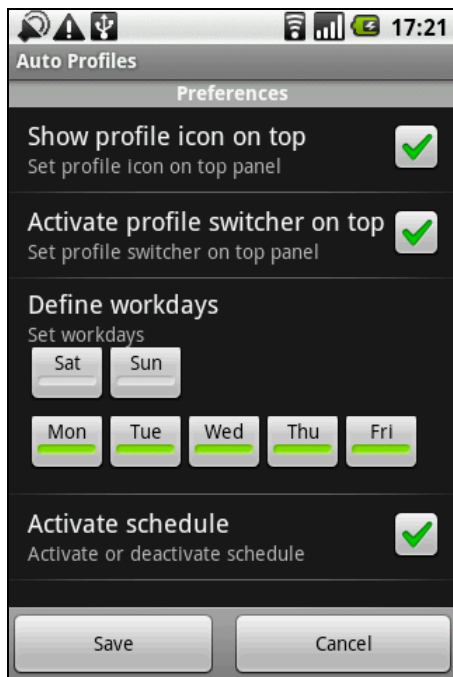 17:21
Auto Profiles
Preferences
Show profile icon on top
Set profile icon on top panel
Activate profile switcher on top
Set profile switcher on top panel
Define workdays
Set workdays
Sat Sun
Mon Tue Wed Thu Fri
Activate schedule
Activate or deactivate schedule
Save Cancel